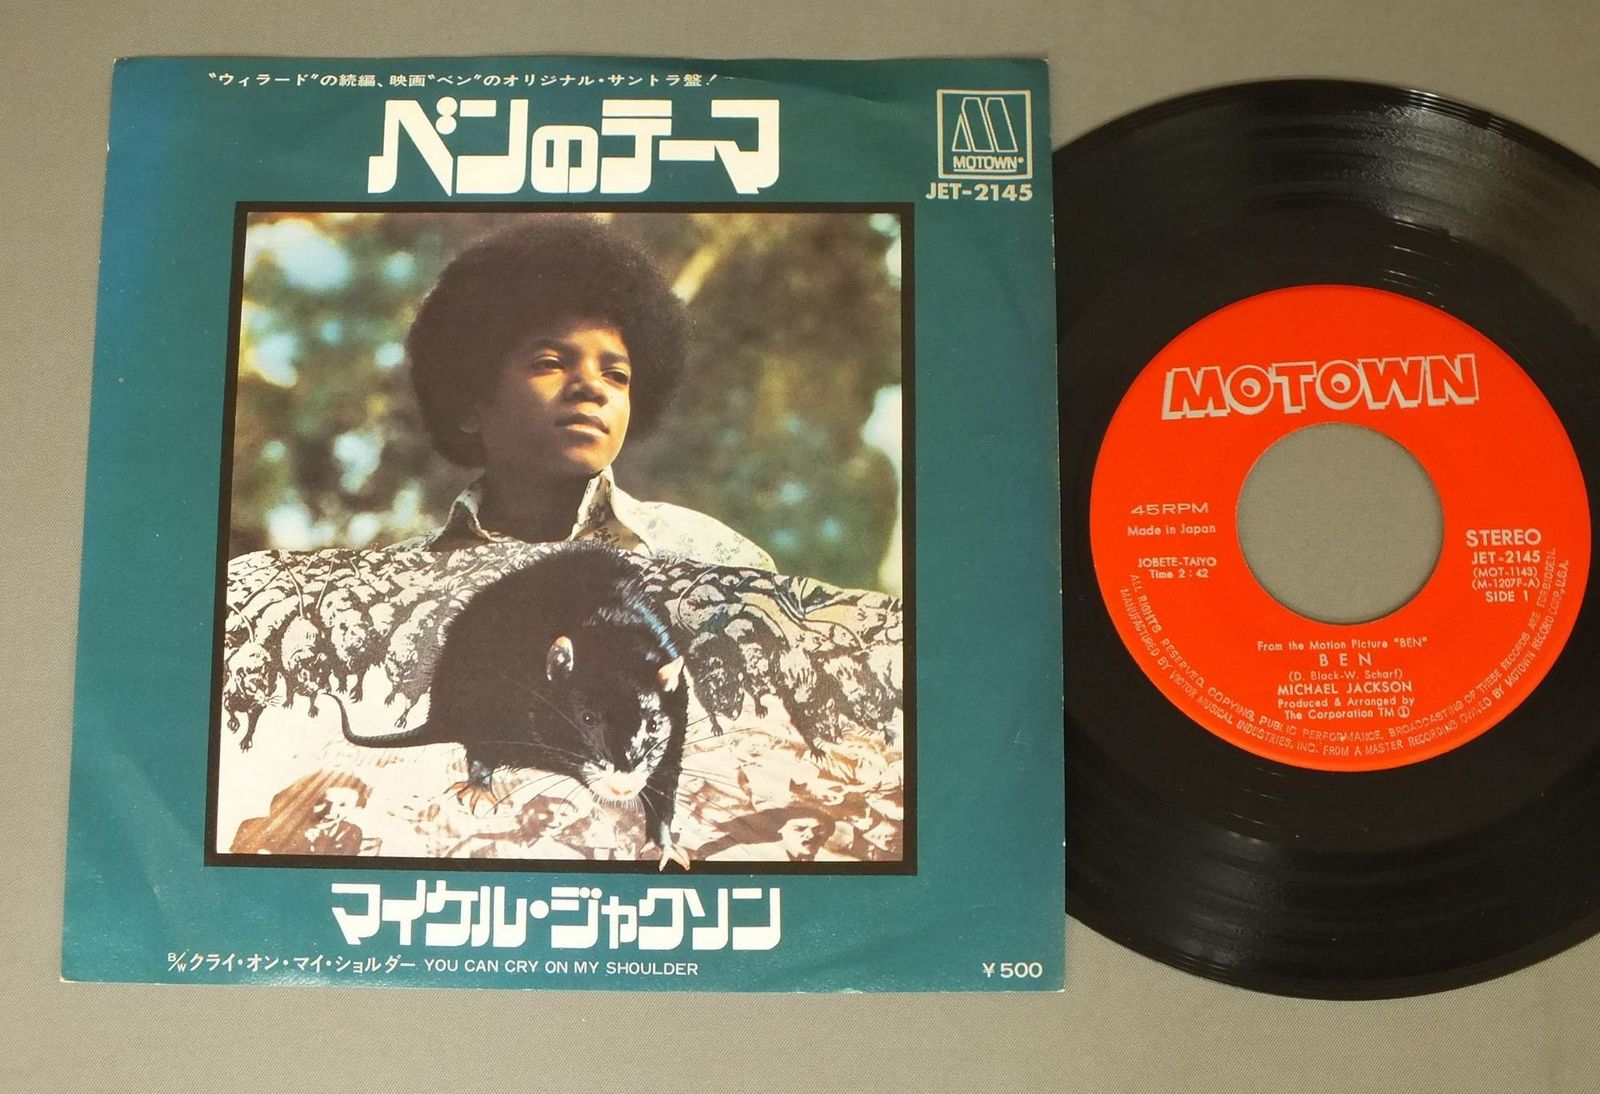 "ウィラード"の続編、映画"ベン"のオリジナル・サントラ盤!
ベンのテーマ
MOTOWN
JET-2145
マイケル・ジャクソン
B/W クライ・オン・マイ・ショルダー YOU CAN CRY ON MY SHOULDER
¥500
MOTOWN
45RPM
Made in Japan
JOBETE-TAIYO
Time 2:42
STEREO
JET-2145
(MOT-1143)
(M-1207F-A)
SIDE 1
From the Motion Picture "BEN"
BEN
(D. Black-W. Scharf)
MICHAEL JACKSON
Produced & Arranged by
The Corporation TM Ⓙ
ALL RIGHTS RESERVED. COPYING, PUBLIC PERFORMANCE, BROADCASTING OF THESE RECORDS ARE FORBIDDEN.
MANUFACTURED BY VICTOR MUSICAL INDUSTRIES, INC. FROM A MASTER RECORDING OWNED BY MOTOWN RECORD CORP., U.S.A.